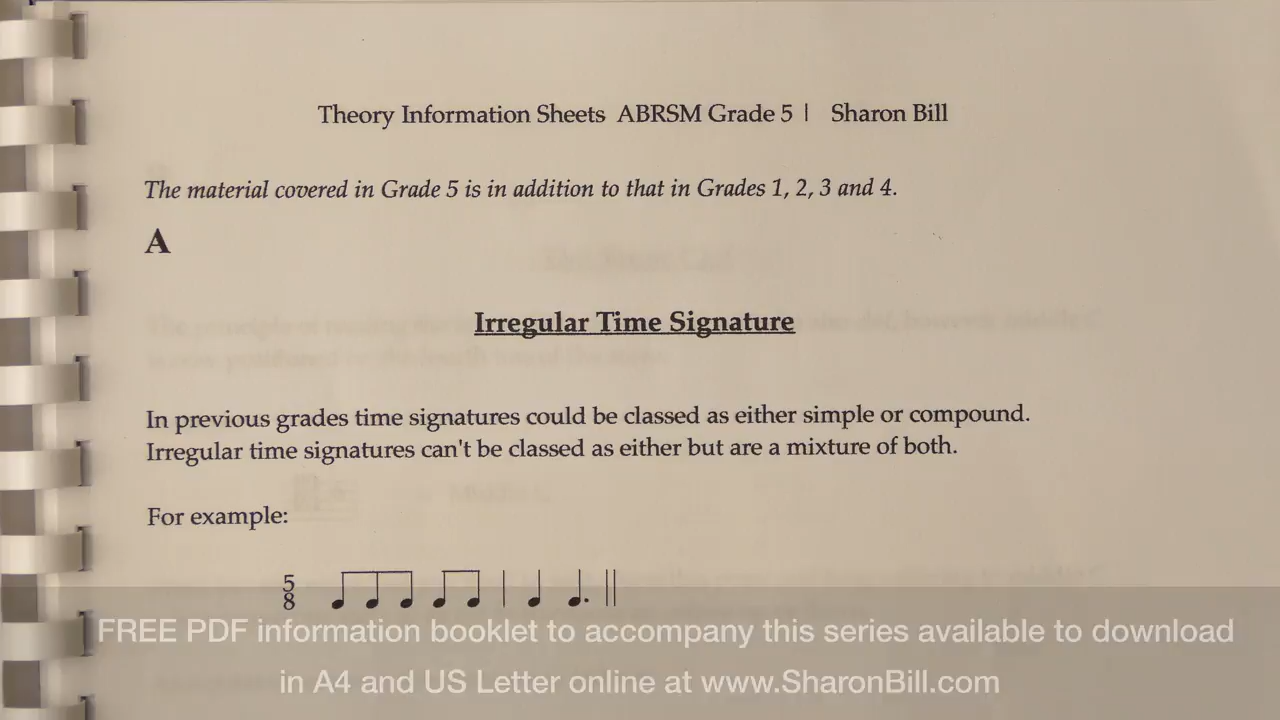 Theory Information Sheets ABRSM Grade 5 | Sharon Bill
The material covered in Grade 5 is in addition to that in Grades 1, 2, 3 and 4.
A
Irregular Time Signature
In previous grades time signatures could be classed as either simple or compound.
Irregular time signatures can't be classed as either but are a mixture of both.
For example:
5
8
FREE PDF information booklet to accompany this series available to download
in A4 and US Letter online at www.SharonBill.com